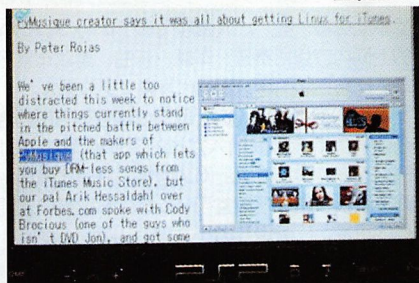 PyMusique creator says it was all about getting Linux for iTunes.
By Peter Rojas
We've been a little too
distracted this week to notice
where things currently stand
in the pitched battle between
Apple and the makers of
PyMusique (that app which lets
you buy DRM-less songs from
the iTunes Music Store), but
our pal Arik Hessaldahl over
at Forbes.com spoke with Cody
Brocious (one of the guys who
isn't DVD Jon), and got some